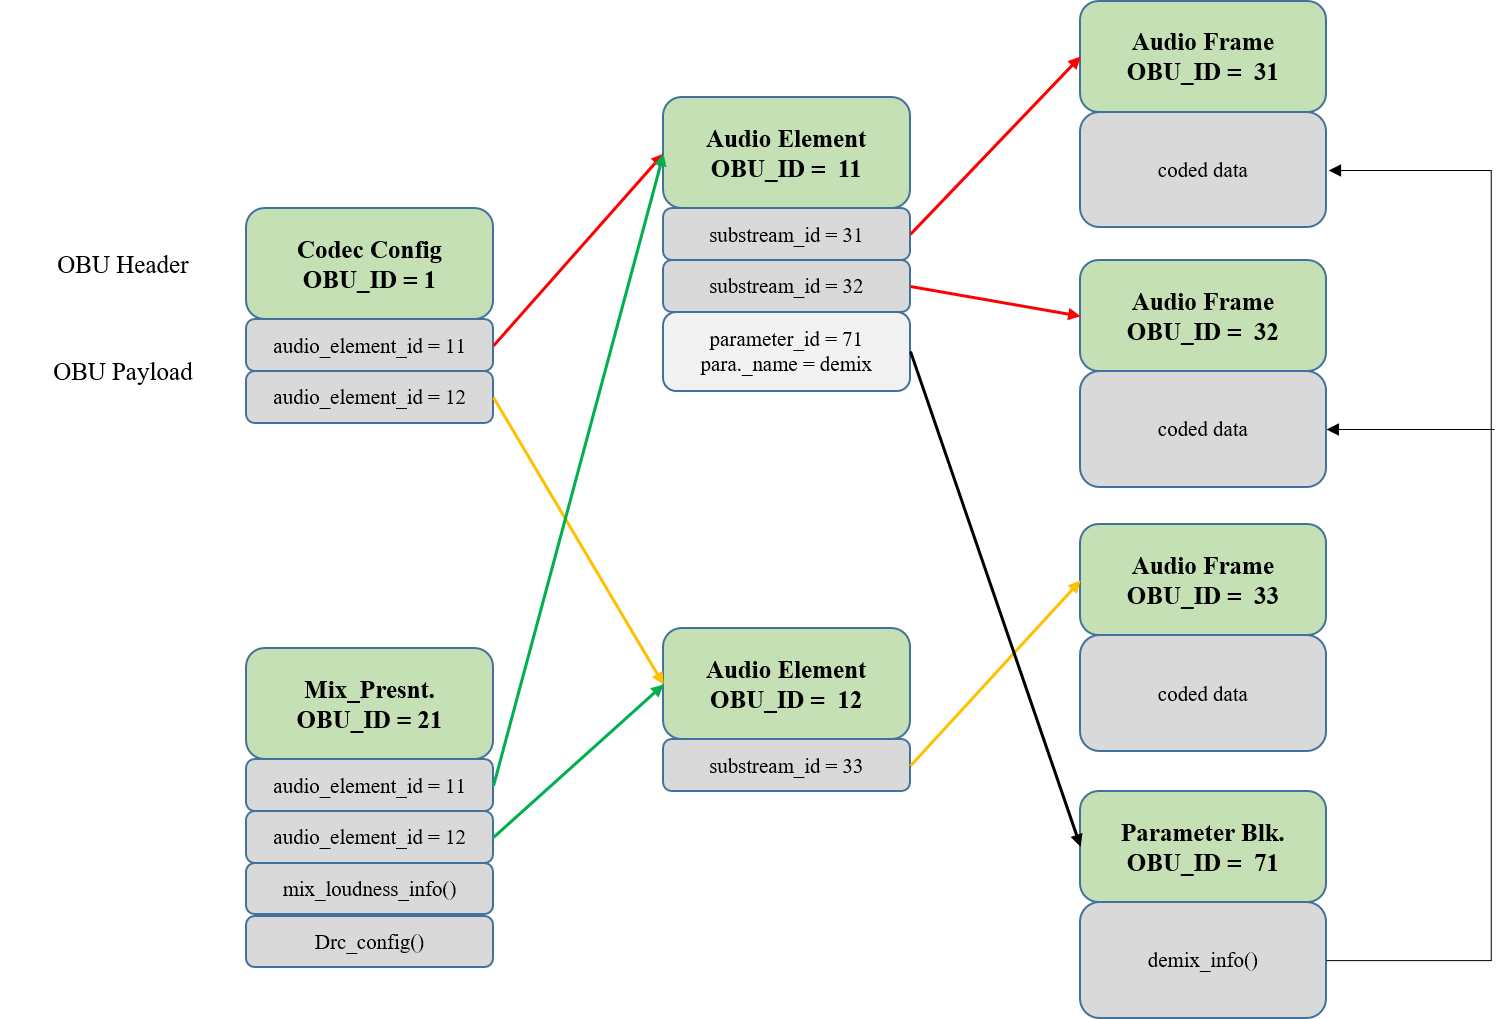 OBU Header
OBU Payload
Codec Config
OBU_ID = 1
audio_element_id = 11
audio_element_id = 12
Mix_Presnt.
OBU_ID = 21
audio_element_id = 11
audio_element_id = 12
mix_loudness_info()
Drc_config()
Audio Element
OBU_ID = 11
substream_id = 31
substream_id = 32
parameter_id = 71
para._name = demix
Audio Element
OBU_ID = 12
substream_id = 33
Audio Frame
OBU_ID = 31
coded data
Audio Frame
OBU_ID = 32
coded data
Audio Frame
OBU_ID = 33
coded data
Parameter Blk.
OBU_ID = 71
demix_info()